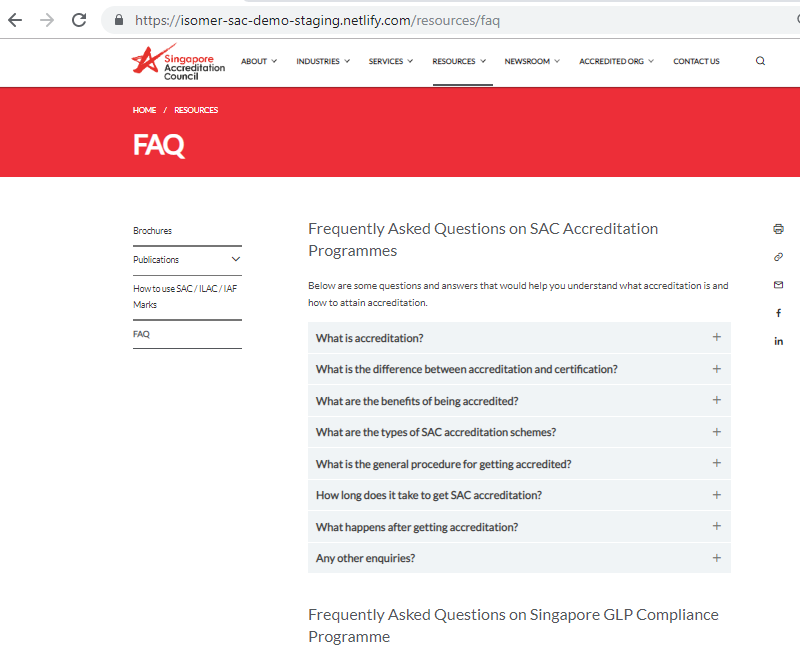 https://isomer-sac-demo-staging.netlify.com/resources/faq
Singapore
Accreditation
Council
ABOUT
INDUSTRIES
SERVICES
RESOURCES
NEWSROOM
ACCREDITED ORG
CONTACT US
HOME / RESOURCES
FAQ
Brochures
Publications
How to use SAC / ILAC / IAF
Marks
FAQ
Frequently Asked Questions on SAC Accreditation
Programmes
Below are some questions and answers that would help you understand what accreditation is and
how to attain accreditation.
What is accreditation? +
What is the difference between accreditation and certification? +
What are the benefits of being accredited? +
What are the types of SAC accreditation schemes? +
What is the general procedure for getting accredited? +
How long does it take to get SAC accreditation? +
What happens after getting accreditation? +
Any other enquiries? +
Frequently Asked Questions on Singapore GLP Compliance
Programme